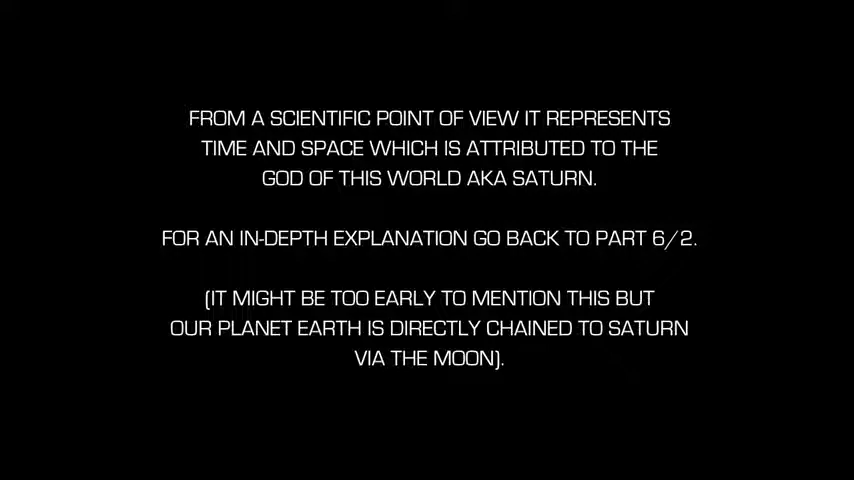 FROM A SCIENTIFIC POINT OF VIEW IT REPRESENTS
TIME AND SPACE WHICH IS ATTRIBUTED TO THE
GOD OF THIS WORLD AKA SATURN.
FOR AN IN-DEPTH EXPLANATION GO BACK TO PART 6/2.
(IT MIGHT BE TOO EARLY TO MENTION THIS BUT
OUR PLANET EARTH IS DIRECTLY CHAINED TO SATURN
VIA THE MOON).